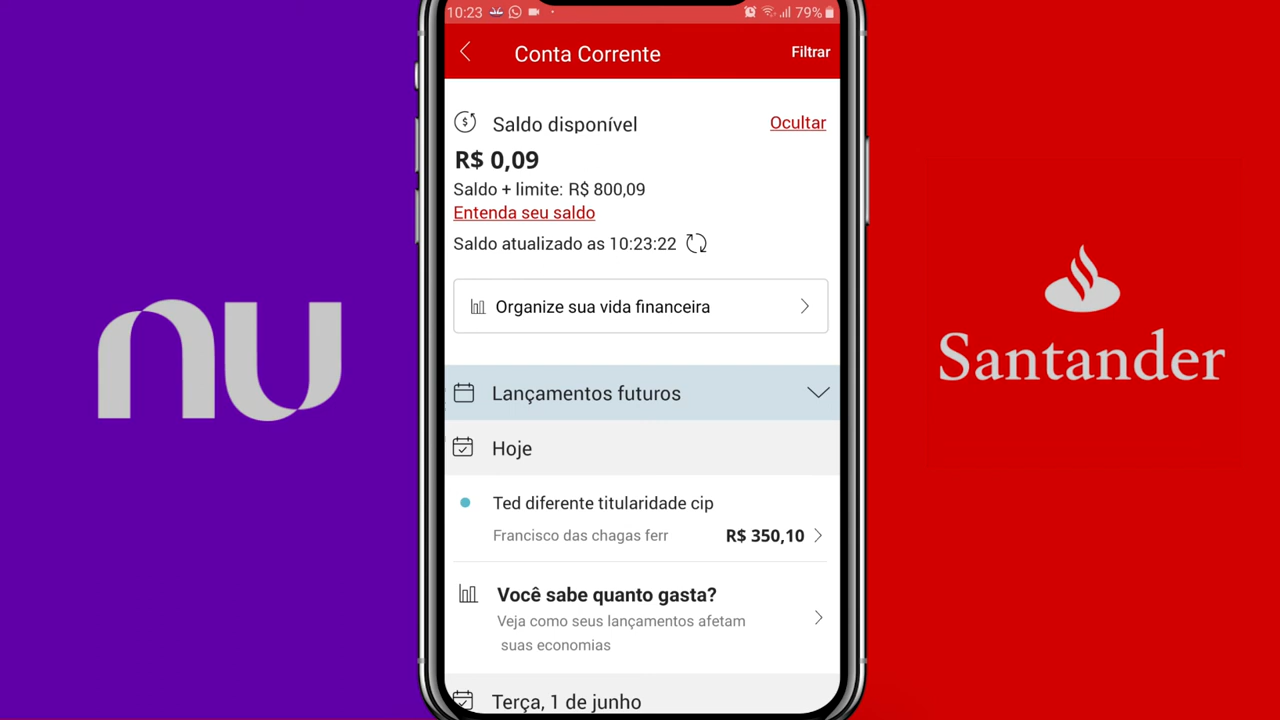 10:23
79%
Conta Corrente
Filtrar
Saldo disponível
Ocultar
R$ 0,09
Saldo + limite: R$ 800,09
Entenda seu saldo
Saldo atualizado as 10:23:22
Organize sua vida financeira
Lançamentos futuros
Hoje
Ted diferente titularidade cip
Francisco das chagas ferr
R$ 350,10
Você sabe quanto gasta?
Veja como seus lançamentos afetam
suas economias
Terça, 1 de junho
nu
Santander